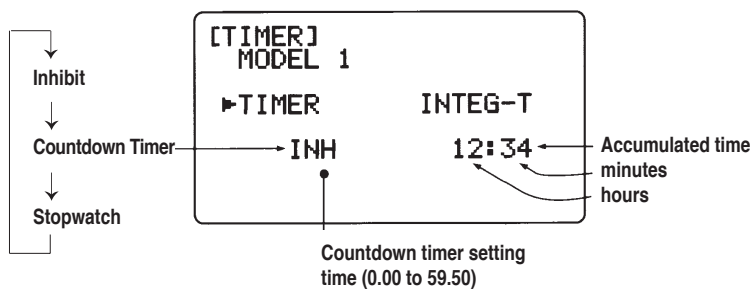 Inhibit
Countdown Timer
Stopwatch
[TIMER]
MODEL 1
TIMER INTEG-T
INH 12:34
Accumulated time
minutes
hours
Countdown timer setting
time (0.00 to 59.50)